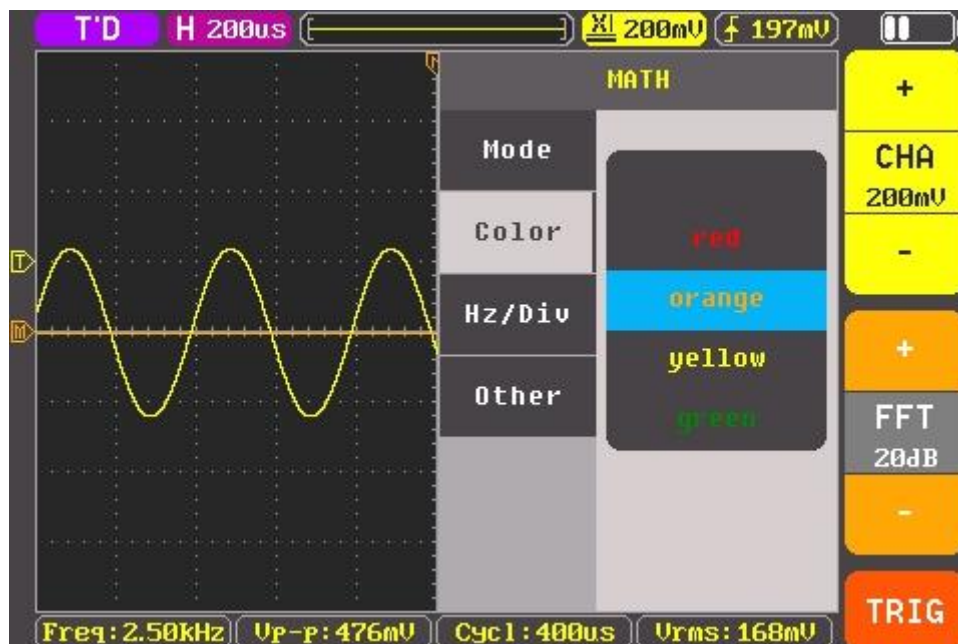 T'D H 200us X1 200mV 197mV
MATH
Mode
Color
Hz/Div
Other
red
orange
yellow
green
+
CHA
200mV
-
+
FFT
20dB
-
TRIG
T
M
Freq:2.50kHz Vp-p:476mV Cycl:400us Vrms:168mV